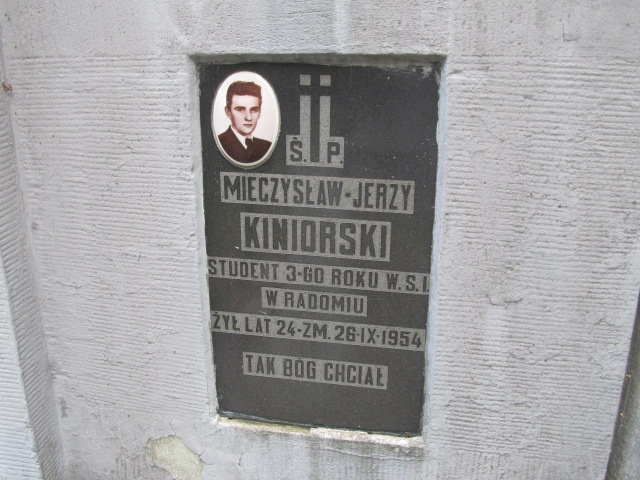 Ś. P.
MIECZYSŁAW-JERZY
KINIORSKI
STUDENT 3-GO ROKU W.S.I.
W RADOMIU
ŻYŁ LAT 24-ZM. 26·IX·1954
TAK BÓG CHCIAŁ